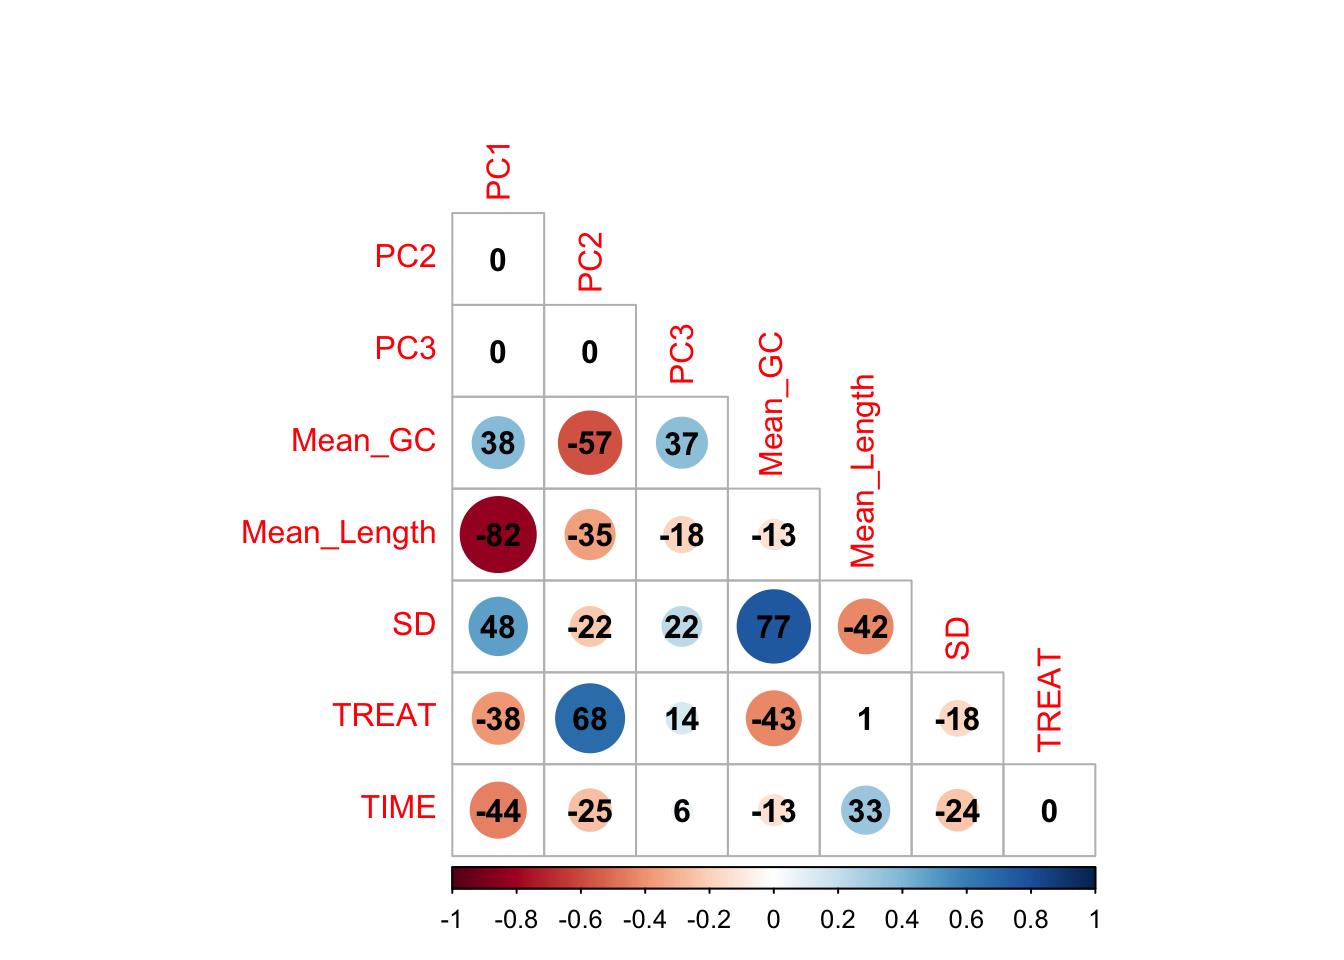 PC1
PC2 0 PC2
PC3 0 0 PC3
Mean_GC 38 -57 37 Mean_GC
Mean_Length -82 -35 -18 -13 Mean_Length
SD 48 -22 22 77 -42 SD
TREAT -38 68 14 -43 1 -18 TREAT
TIME -44 -25 6 -13 33 -24 0
-1 -0.8 -0.6 -0.4 -0.2 0 0.2 0.4 0.6 0.8 1